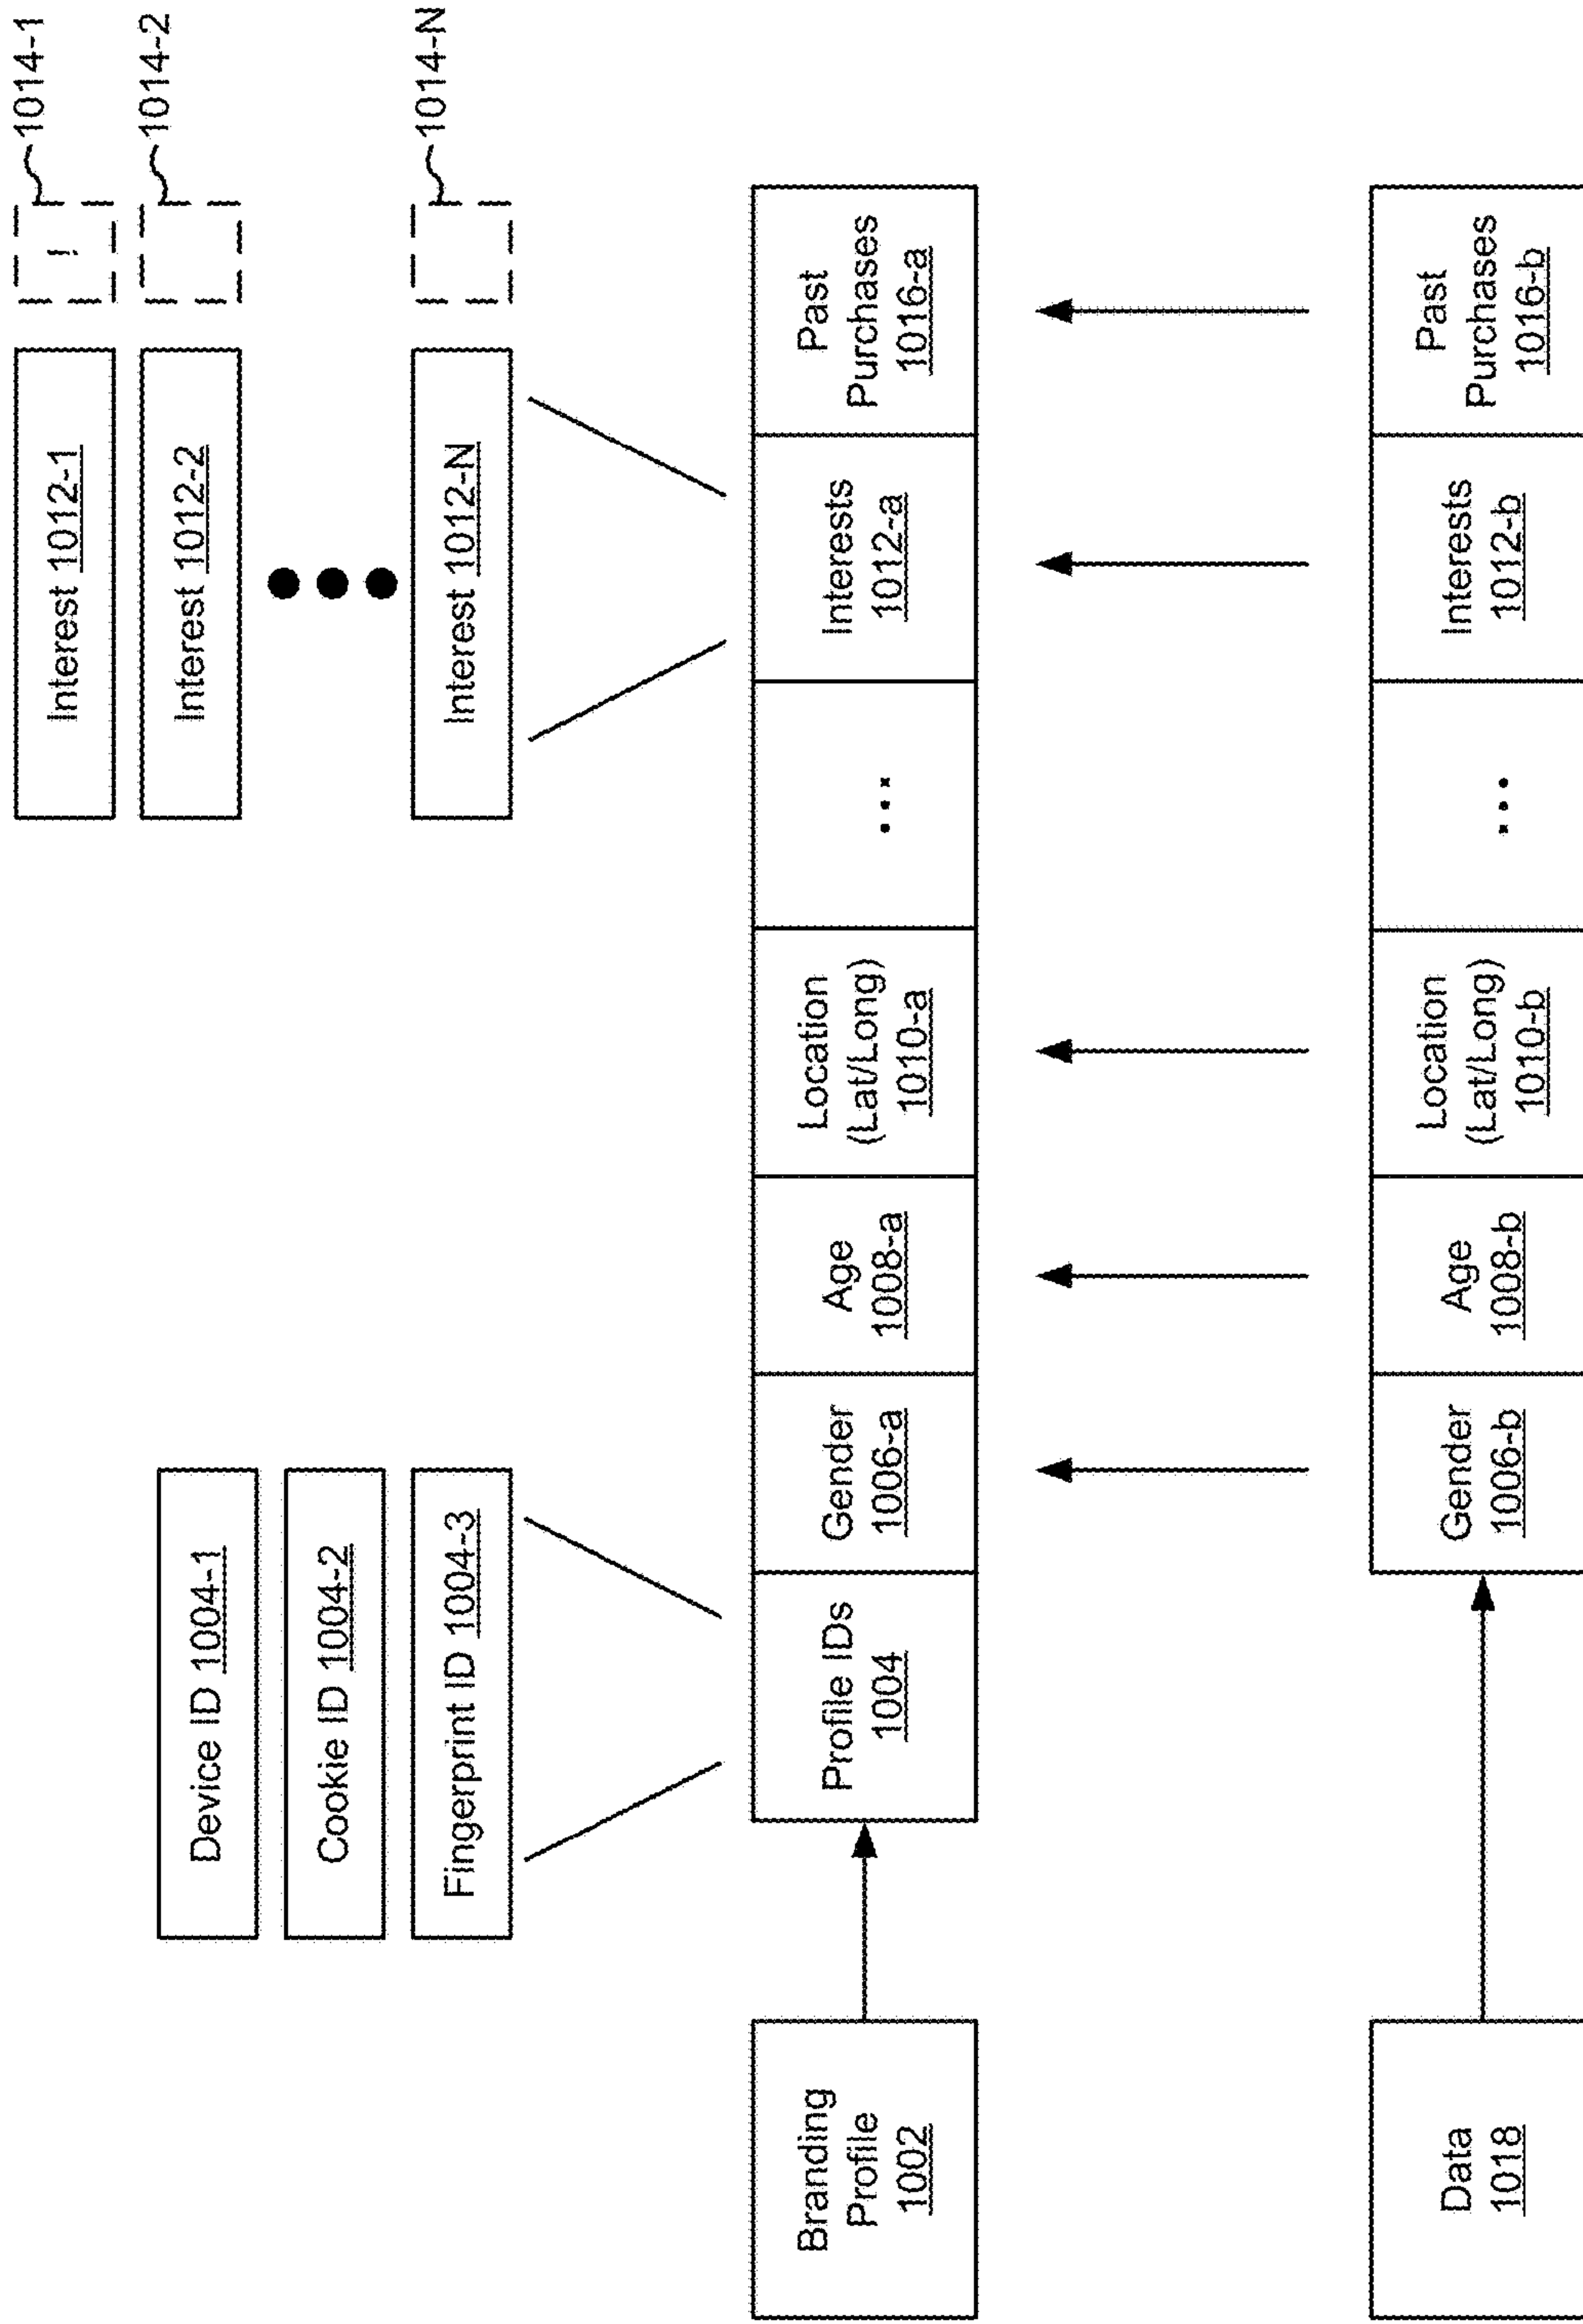 Device ID 1004-1
Cookie ID 1004-2
Fingerprint ID 1004-3
Interest 1012-1
!
1014-1
Interest 1012-2
1014-2
Interest 1012-N
1014-N
Branding
Profile
1002
Profile IDs
1004
Gender
1006-a
Age
1008-a
Location
(Lat/Long)
1010-a
...
Interests
1012-a
Past
Purchases
1016-a
Data
1018
Gender
1006-b
Age
1008-b
Location
(Lat/Long)
1010-b
...
Interests
1012-b
Past
Purchases
1016-b